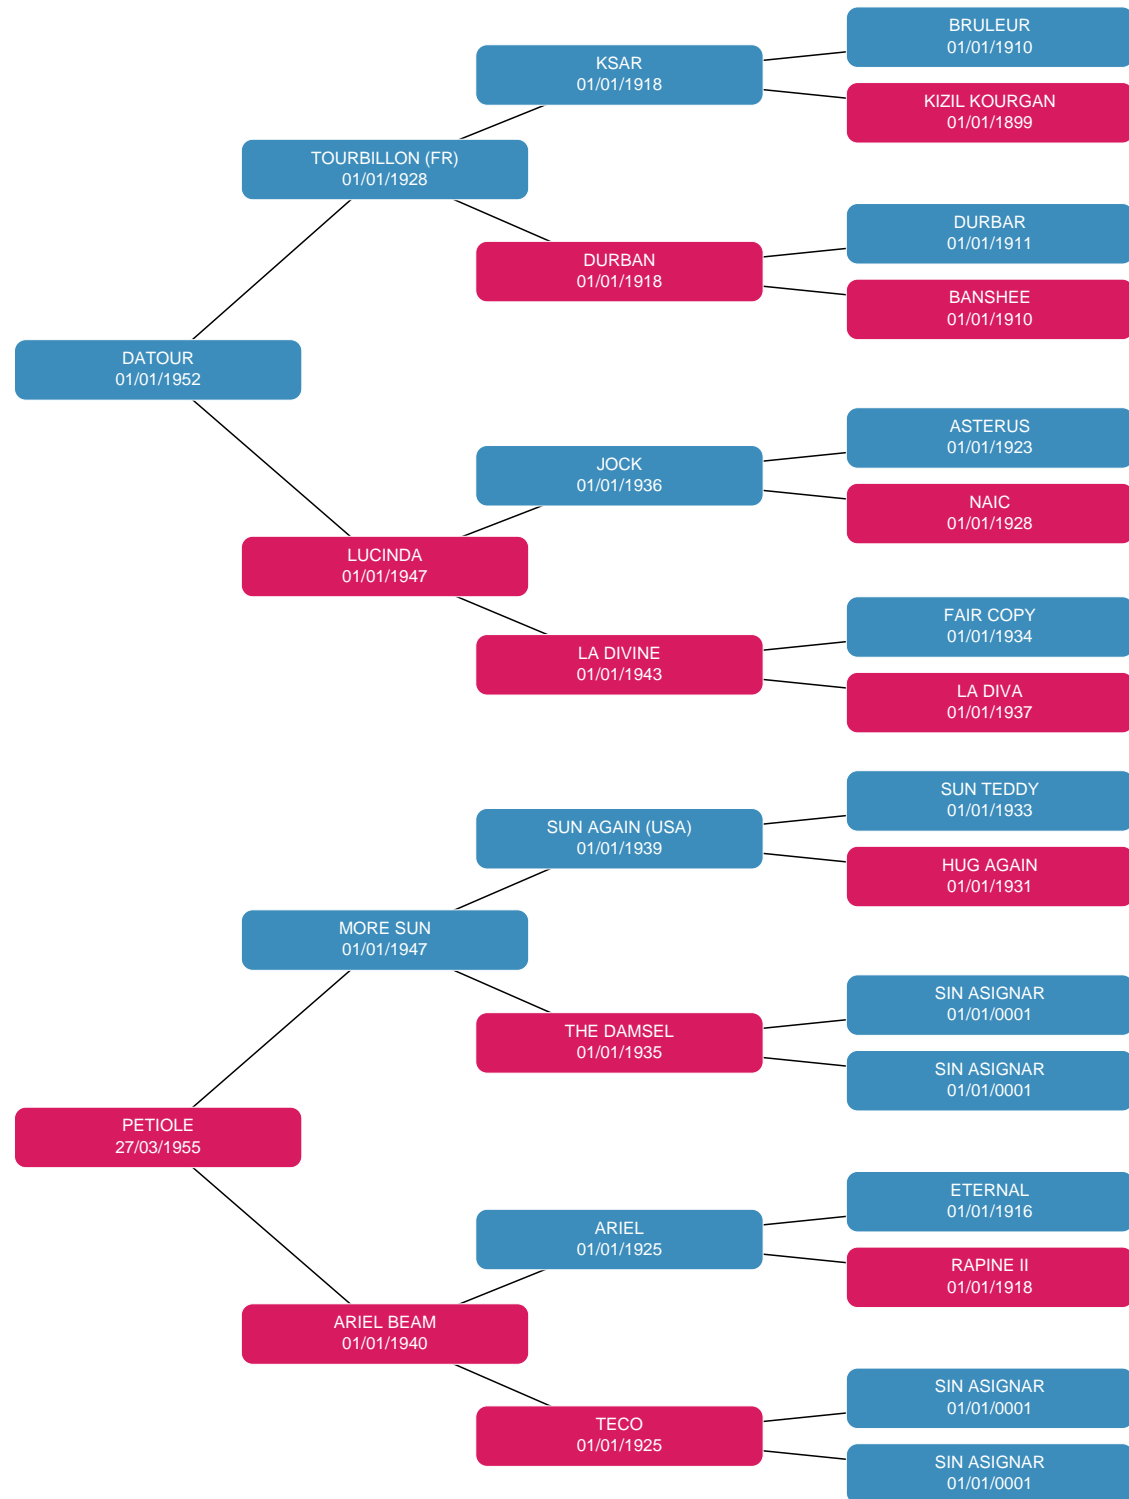 BRULEUR
01/01/1910
KSAR
01/01/1918
KIZIL KOURGAN
01/01/1899
TOURBILLON (FR)
01/01/1928
DURBAR
01/01/1911
DURBAN
01/01/1918
BANSHEE
01/01/1910
DATOUR
01/01/1952
ASTERUS
01/01/1923
JOCK
01/01/1936
NAIC
01/01/1928
LUCINDA
01/01/1947
FAIR COPY
01/01/1934
LA DIVINE
01/01/1943
LA DIVA
01/01/1937
SUN TEDDY
01/01/1933
SUN AGAIN (USA)
01/01/1939
HUG AGAIN
01/01/1931
MORE SUN
01/01/1947
SIN ASIGNAR
01/01/0001
THE DAMSEL
01/01/1935
SIN ASIGNAR
01/01/0001
PETIOLE
27/03/1955
ETERNAL
01/01/1916
ARIEL
01/01/1925
RAPINE II
01/01/1918
ARIEL BEAM
01/01/1940
SIN ASIGNAR
01/01/0001
TECO
01/01/1925
SIN ASIGNAR
01/01/0001